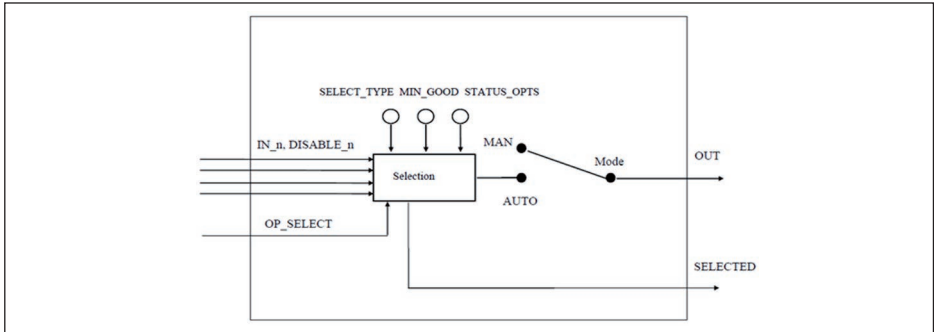 SELECT_TYPE MIN_GOOD STATUS_OPTS
IN_n, DISABLE_n
MAN
Mode
OUT
Selection
AUTO
OP_SELECT
SELECTED